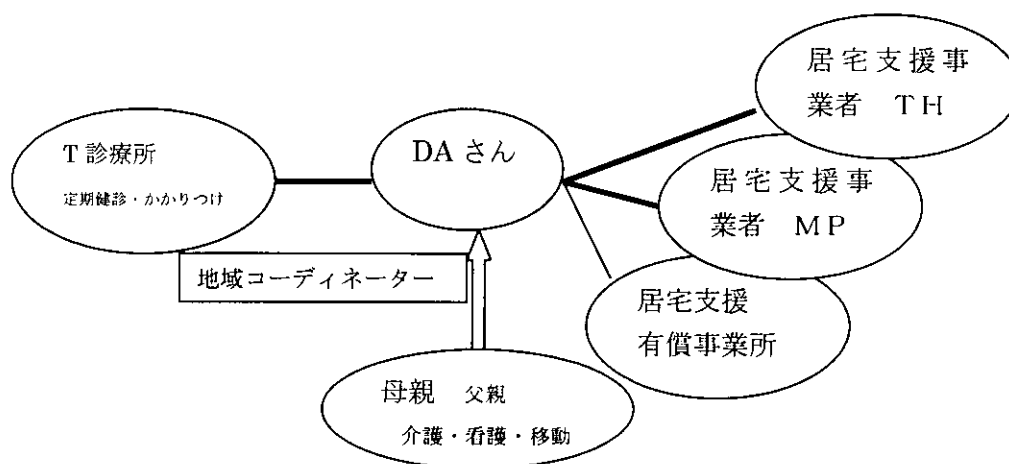 居宅支援事
業者 TH
T 診療所
定期健診・かかりつけ
DA さん
居宅支援事
業者 MP
地域コーディネーター
居宅支援
有償事業所
母親 父親
介護・看護・移動